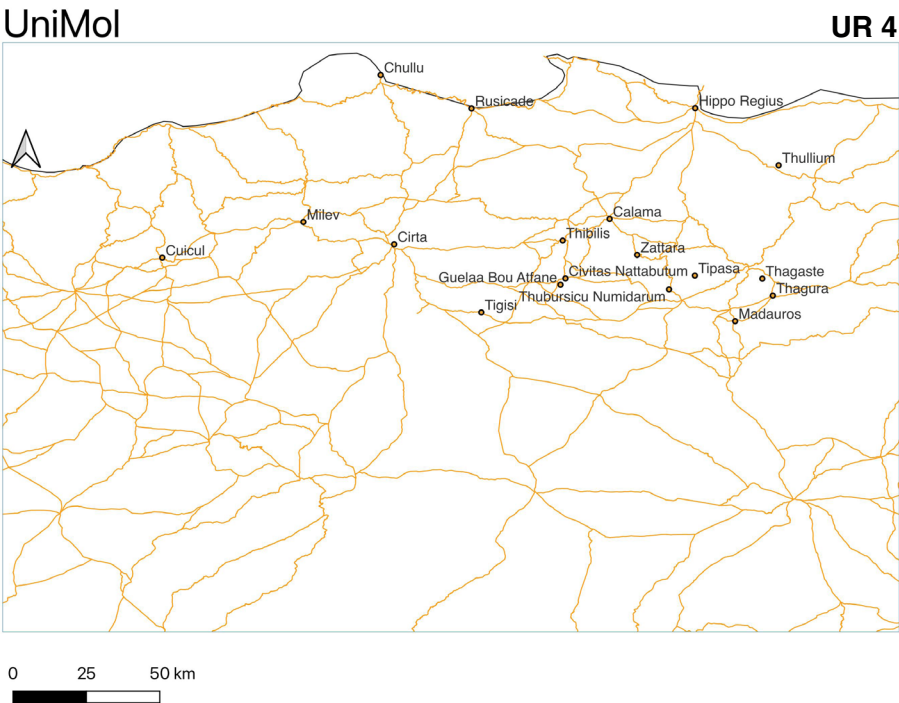 UniMol
UR 4
Chullu
Rusicade
Hippo Regius
Thullium
Milev
Calama
Cirta
Thibilis
Cuicul
Zattara
Guelaa Bou Atfane
Civitas Nattabutum
Tipasa
Thagaste
Thubursicu Numidarum
Thagura
Tigisi
Madauros
0 25 50 km